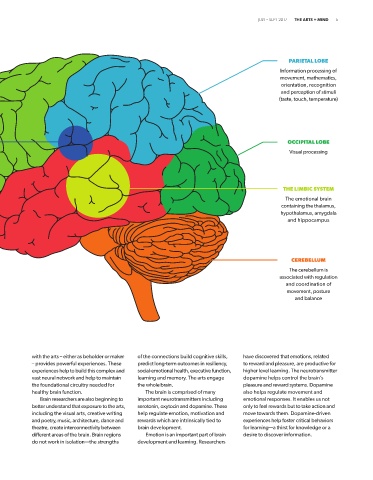 JULY – SEPT 2017 THE ARTS + MIND
PARIETAL LOBE
Information processing of
movement, mathematics,
orientation, recognition
and perception of stimuli
(taste, touch, temperature)
OCCIPITAL LOBE
Visual processing
THE LIMBIC SYSTEM
The emotional brain
containing the thalamus,
hypothalamus, amygdala
and hippocampus
CEREBELLUM
The cerebellum is
associated with regulation
and coordination of
movement, posture
and balance
with the arts – either as beholder or maker
– provides powerful experiences. These
experiences help to build this complex and
vast neural network and help to maintain
the foundational circuitry needed for
healthy brain function.
Brain researchers are also beginning to
better understand that exposure to the arts,
including the visual arts, creative writing
and poetry, music, architecture, dance and
theatre, create interconnectivity between
different areas of the brain. Brain regions
do not work in isolation—the strengths
of the connections build cognitive skills,
predict long-term outcomes in resiliency,
social emotional health, executive function,
learning and memory. The arts engage
the whole brain.
The brain is comprised of many
important neurotransmitters including
serotonin, oxytocin and dopamine. These
help regulate emotion, motivation and
rewards which are intrinsically tied to
brain development.
Emotion is an important part of brain
development and learning. Researchers
have discovered that emotions, related
to reward and pleasure, are productive for
higher level learning. The neurotransmitter
dopamine helps control the brain's
pleasure and reward systems. Dopamine
also helps regulate movement and
emotional responses. It enables us not
only to feel rewards but to take action and
move towards them. Dopamine-driven
experiences help foster critical behaviors
for learning—a thirst for knowledge or a
desire to discover information.